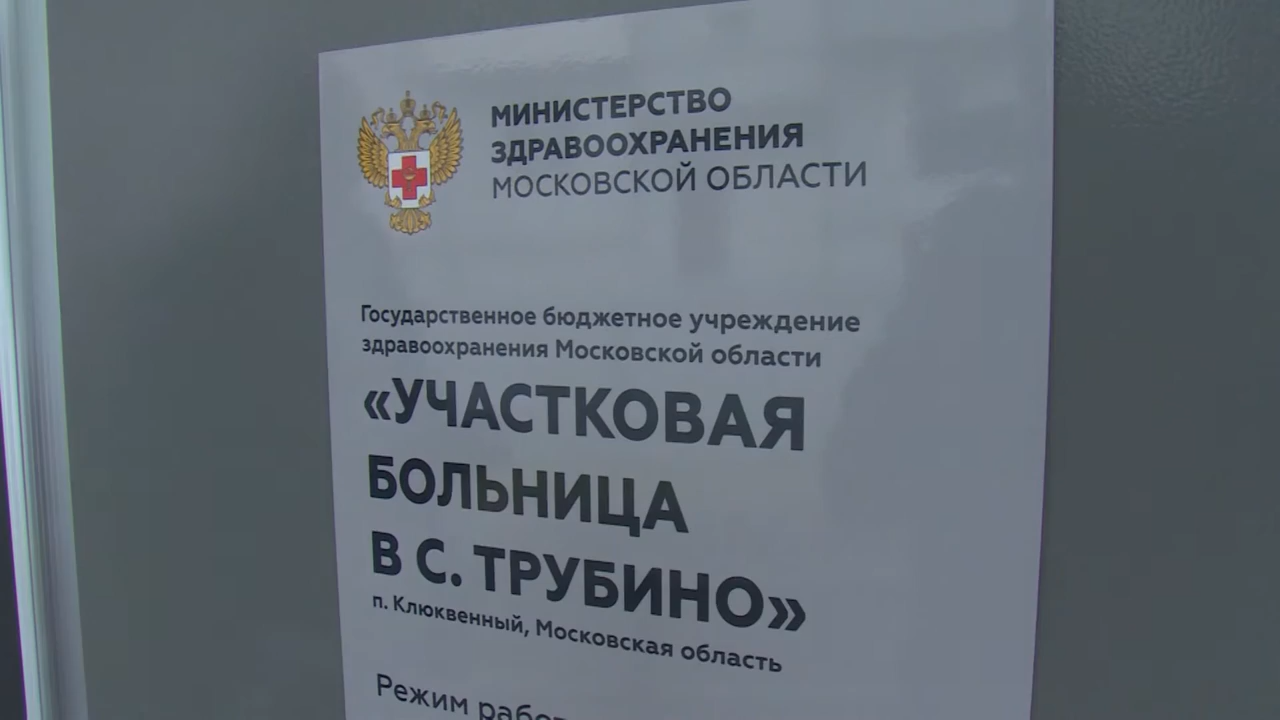 МИНИСТЕРСТВО
ЗДРАВООХРАНЕНИЯ
МОСКОВСКОЙ ОБЛАСТИ
Государственное бюджетное учреждение
здравоохранения Московской области
«УЧАСТКОВАЯ
БОЛЬНИЦА
В С. ТРУБИНО»
п. Клюквенный, Московская область
Режим